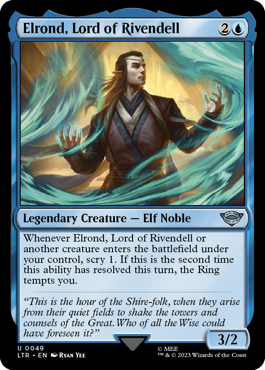 Elrond, Lord of Rivendell 2
Legendary Creature — Elf Noble
Whenever Elrond, Lord of Rivendell or
another creature enters the battlefield under
your control, scry 1. If this is the second time
this ability has resolved this turn, the Ring
tempts you.
“This is the hour of the Shire-folk, when they arise
from their quiet fields to shake the towers and
counsels of the Great. Who of all the Wise could
have foreseen it?”
3/2
U 0049
LTR • EN Ryan Yee
© MEE
™ & © 2023 Wizards of the Coast